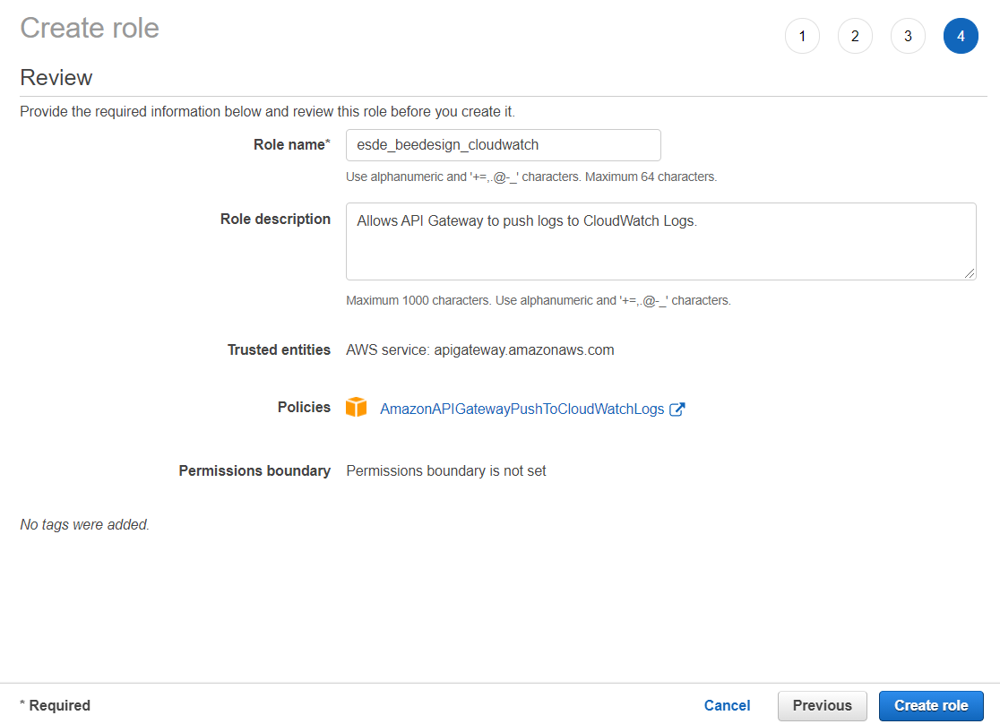 Create role
1 2 3 4
Review
Provide the required information below and review this role before you create it.
Role name* esde_beedesign_cloudwatch
Use alphanumeric and '+=,.@-_' characters. Maximum 64 characters.
Role description Allows API Gateway to push logs to CloudWatch Logs.
Maximum 1000 characters. Use alphanumeric and '+=,.@-_' characters.
Trusted entities AWS service: apigateway.amazonaws.com
Policies AmazonAPIGatewayPushToCloudWatchLogs
Permissions boundary Permissions boundary is not set
No tags were added.
* Required Cancel Previous Create role